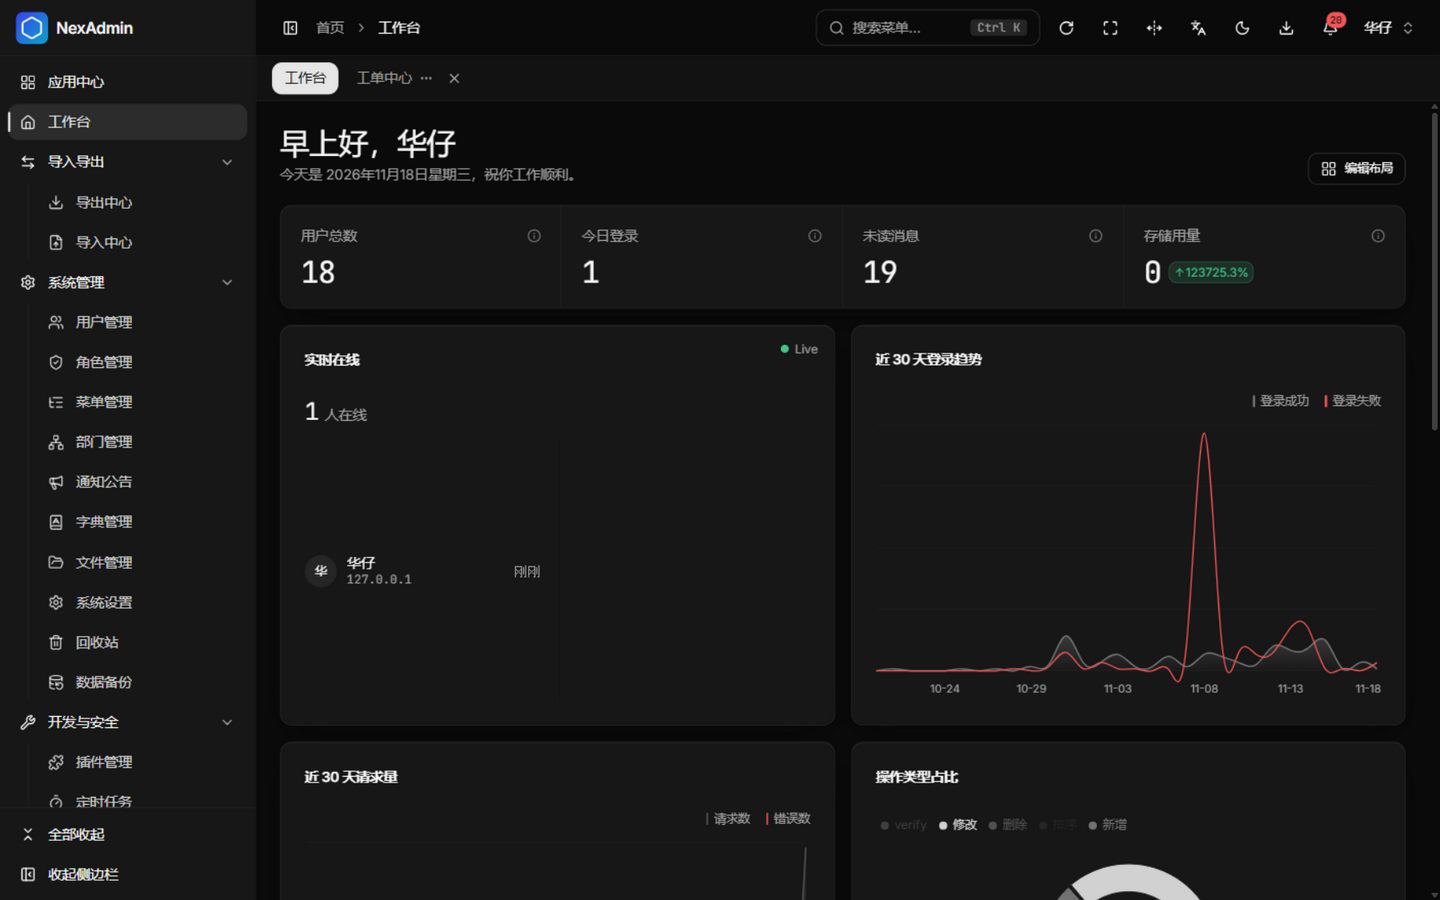 NexAdmin
首页 > 工作台
搜索菜单... Ctrl K
28
华仔
应用中心
工作台
导入导出
导出中心
导入中心
系统管理
用户管理
角色管理
菜单管理
部门管理
通知公告
字典管理
文件管理
系统设置
回收站
数据备份
开发与安全
插件管理
定时任务
全部收起
收起侧边栏
工作台 工单中心 ··· ×
早上好，华仔
今天是 2026年11月18日星期三，祝你工作顺利。
编辑布局
用户总数
18
今日登录
1
未读消息
19
存储用量
0 ↑123725.3%
实时在线
Live
1 人在线
华
华仔
127.0.0.1
刚刚
近 30 天登录趋势
登录成功 登录失败
10-24 10-29 11-03 11-08 11-13 11-18
近 30 天请求量
请求数 错误数
操作类型占比
verify 修改 删除 排序 新增